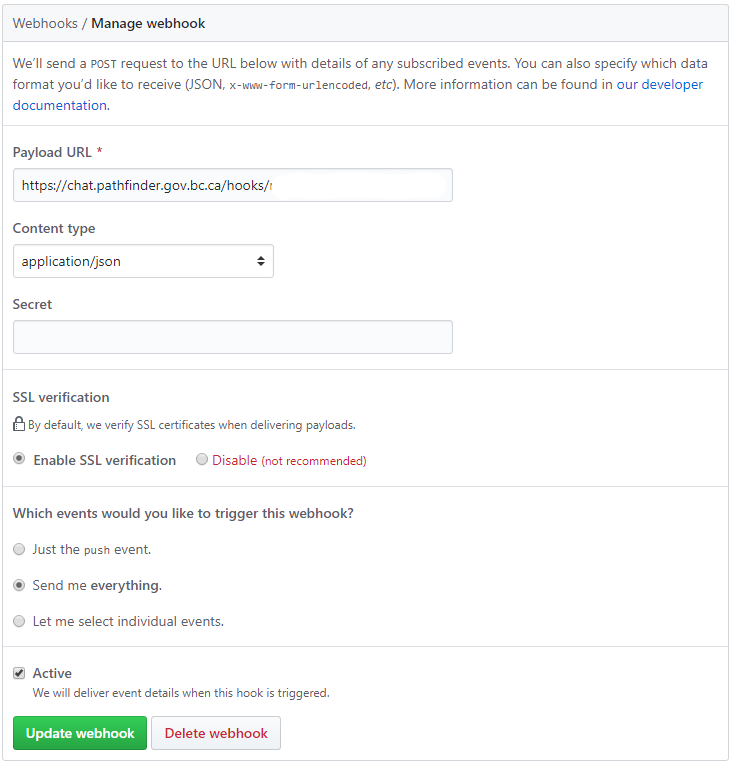 Webhooks / Manage webhook
We’ll send a POST request to the URL below with details of any subscribed events. You can also specify which data
format you’d like to receive (JSON, x-www-form-urlencoded, etc). More information can be found in our developer
documentation.
Payload URL *
https://chat.pathfinder.gov.bc.ca/hooks/
Content type
application/json
Secret
SSL verification
By default, we verify SSL certificates when delivering payloads.
Enable SSL verification Disable (not recommended)
Which events would you like to trigger this webhook?
Just the push event.
Send me everything.
Let me select individual events.
Active
We will deliver event details when this hook is triggered.
Update webhook Delete webhook